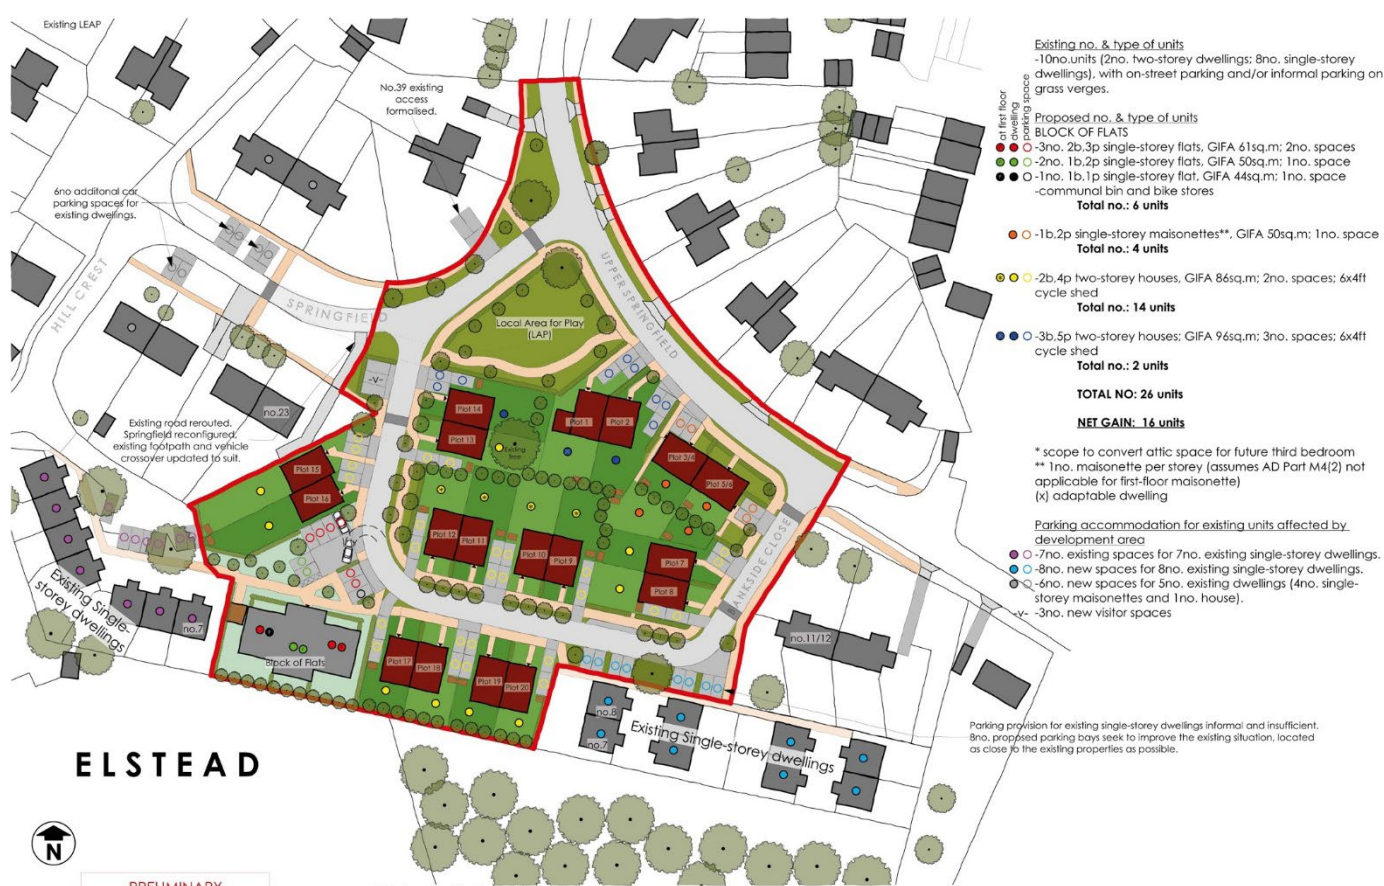 Existing LEAP
No.39 existing
access
formalised.
6no additonal car
parking spaces for
existing dwellings.
HILL CREST
SPRINGFIELD
UPPER SPRINGFIELD
Local Area for Play
(LAP)
-v-
no.23
Existing road rerouted.
Springfield reconfigured,
existing footpath and vehicle
crossover updated to suit.
Plot 14
Plot 13
Plot 1
Plot 2
Existing
Tree
Plot 3/4
Plot 5/6
Plot 15
Plot 16
Plot 12
Plot 11
Plot 10
Plot 9
Plot 7
Plot 8
ANKSIDE CLOSE
Existing Single-
storey dwellings
no.7
Block of Flats
Plot 17
Plot 18
Plot 19
Plot 20
no.11/12
no.8
no.7
Existing Single-storey dwellings
ELSTEAD
N
PRELIMINARY
at first floor
dwelling
parking space
Existing no. & type of units
-10no.units (2no. two-storey dwellings; 8no. single-storey
dwellings), with on-street parking and/or informal parking on
grass verges.
Proposed no. & type of units
BLOCK OF FLATS
-3no. 2b,3p single-storey flats, GIFA 61sq.m; 2no. spaces
-2no. 1b,2p single-storey flats, GIFA 50sq.m; 1no. space
-1no. 1b,1p single-storey flat, GIFA 44sq.m; 1no. space
-communal bin and bike stores
Total no.: 6 units
-1b,2p single-storey maisonettes**, GIFA 50sq.m; 1no. space
Total no.: 4 units
-2b,4p two-storey houses, GIFA 86sq.m; 2no. spaces; 6x4ft
cycle shed
Total no.: 14 units
-3b,5p two-storey houses; GIFA 96sq.m; 3no. spaces; 6x4ft
cycle shed
Total no.: 2 units
TOTAL NO: 26 units
NET GAIN: 16 units
* scope to convert attic space for future third bedroom
** 1no. maisonette per storey (assumes AD Part M4(2) not
applicable for first-floor maisonette)
(x) adaptable dwelling
Parking accommodation for existing units affected by
development area
-7no. existing spaces for 7no. existing single-storey dwellings.
-8no. new spaces for 8no. existing single-storey dwellings.
-6no. new spaces for 5no. existing dwellings (4no. single-
storey maisonettes and 1no. house).
-v- -3no. new visitor spaces
Parking provision for existing single-storey dwellings informal and insufficient.
8no. proposed parking bays seek to improve the existing situation, located
as close to the existing properties as possible.